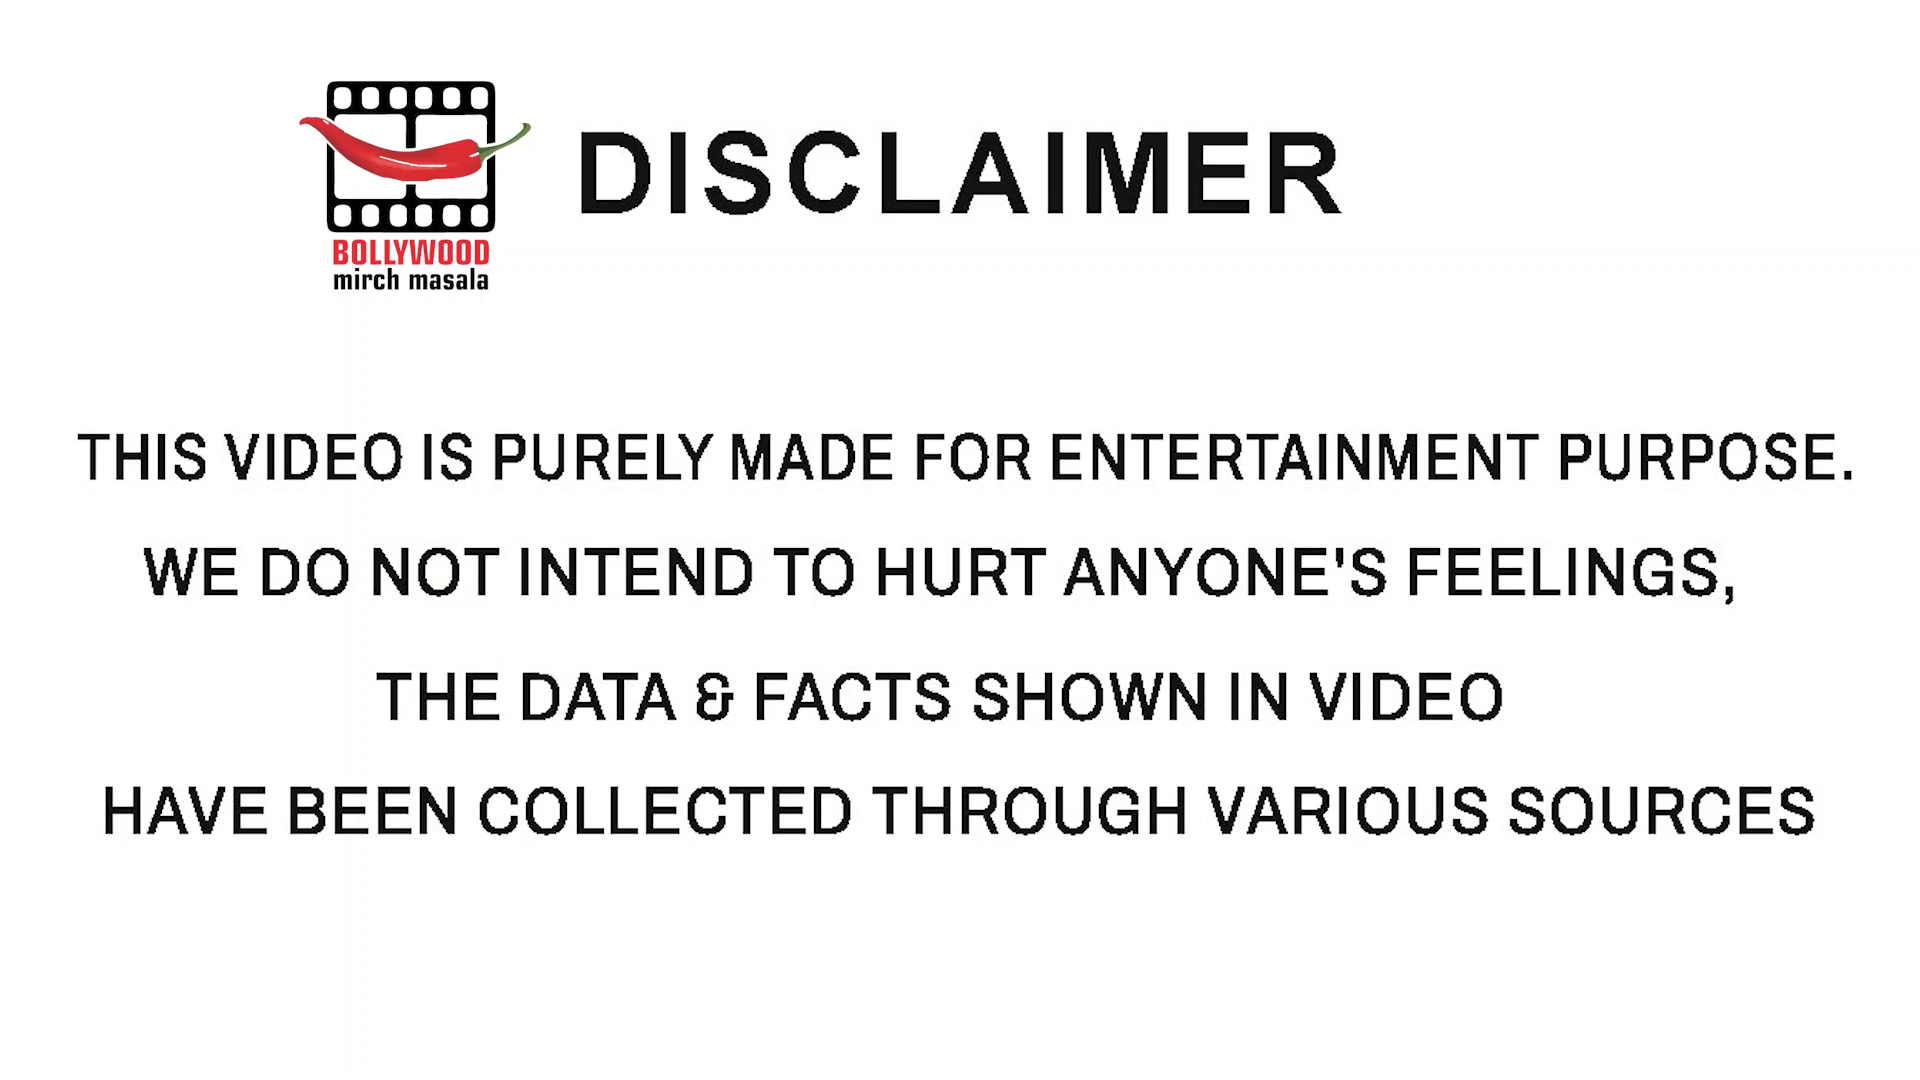 BOLLYWOOD
mirch masala
DISCLAIMER
THIS VIDEO IS PURELY MADE FOR ENTERTAINMENT PURPOSE.
WE DO NOT INTEND TO HURT ANYONE'S FEELINGS,
THE DATA & FACTS SHOWN IN VIDEO
HAVE BEEN COLLECTED THROUGH VARIOUS SOURCES